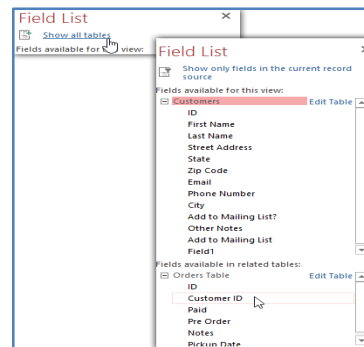 Field List
Show all tables
Fields available for this view:
Field List
Show only fields in the current record
source
Fields available for this view:
Customers Edit Table
ID
First Name
Last Name
Street Address
State
Zip Code
Email
Phone Number
City
Add to Mailing List?
Other Notes
Add to Mailing List
Field1
Fields available in related tables:
Orders Table Edit Table
ID
Customer ID
Paid
Pre Order
Notes
Pickup Date